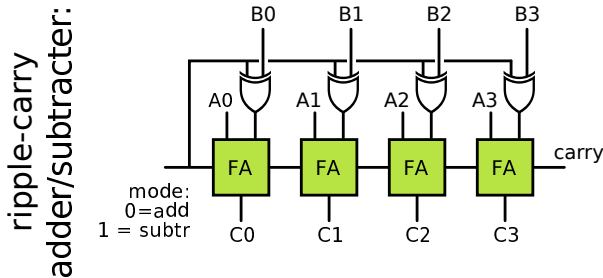 ripple-carry
adder/subtracter:
B0 B1 B2 B3
A0 A1 A2 A3
FA FA FA FA
carry
mode:
0=add
1 = subtr
C0 C1 C2 C3